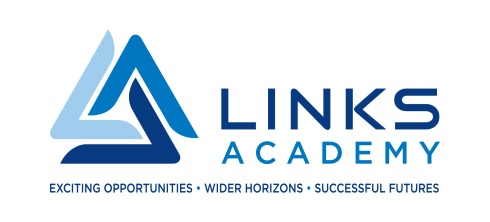 LINKS
ACADEMY
EXCITING OPPORTUNITIES • WIDER HORIZONS • SUCCESSFUL FUTURES